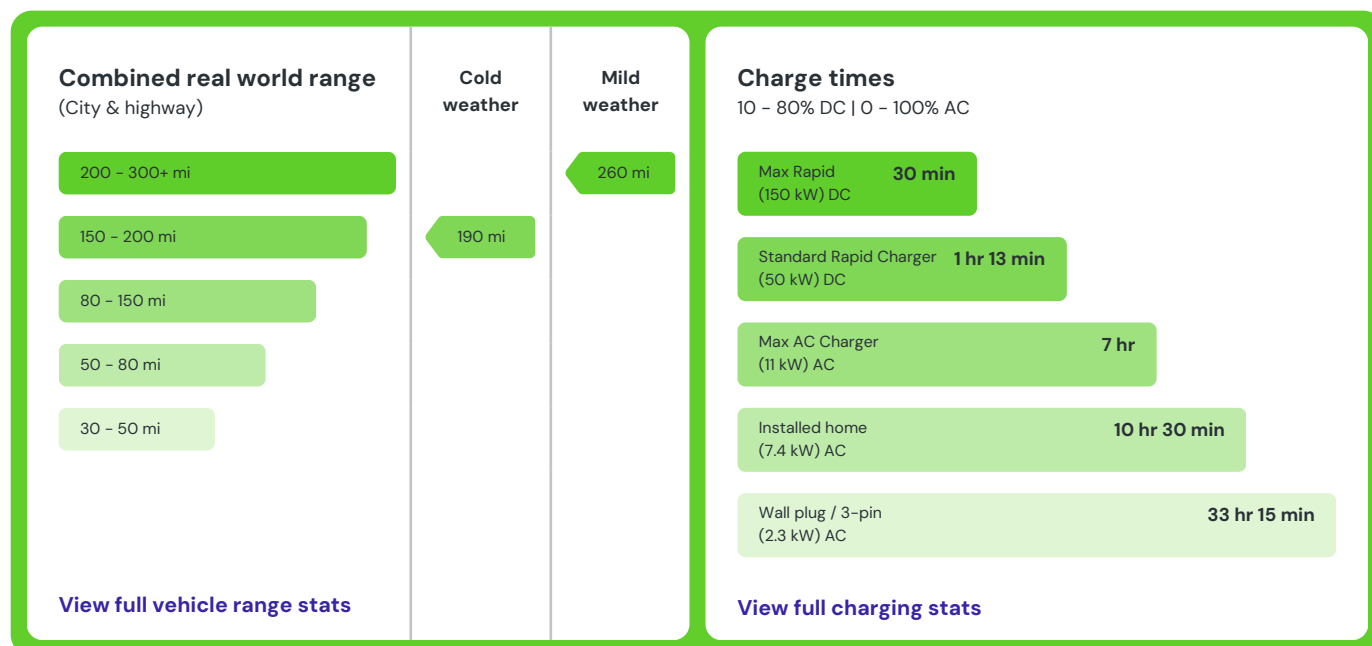 Combined real world range
(City & highway)
Cold
weather
Mild
weather
200 - 300+ mi
260 mi
150 - 200 mi
190 mi
80 - 150 mi
50 - 80 mi
30 - 50 mi
View full vehicle range stats
Charge times
10 - 80% DC | 0 - 100% AC
Max Rapid
(150 kW) DC
30 min
Standard Rapid Charger
(50 kW) DC
1 hr 13 min
Max AC Charger
(11 kW) AC
7 hr
Installed home
(7.4 kW) AC
10 hr 30 min
Wall plug / 3-pin
(2.3 kW) AC
33 hr 15 min
View full charging stats